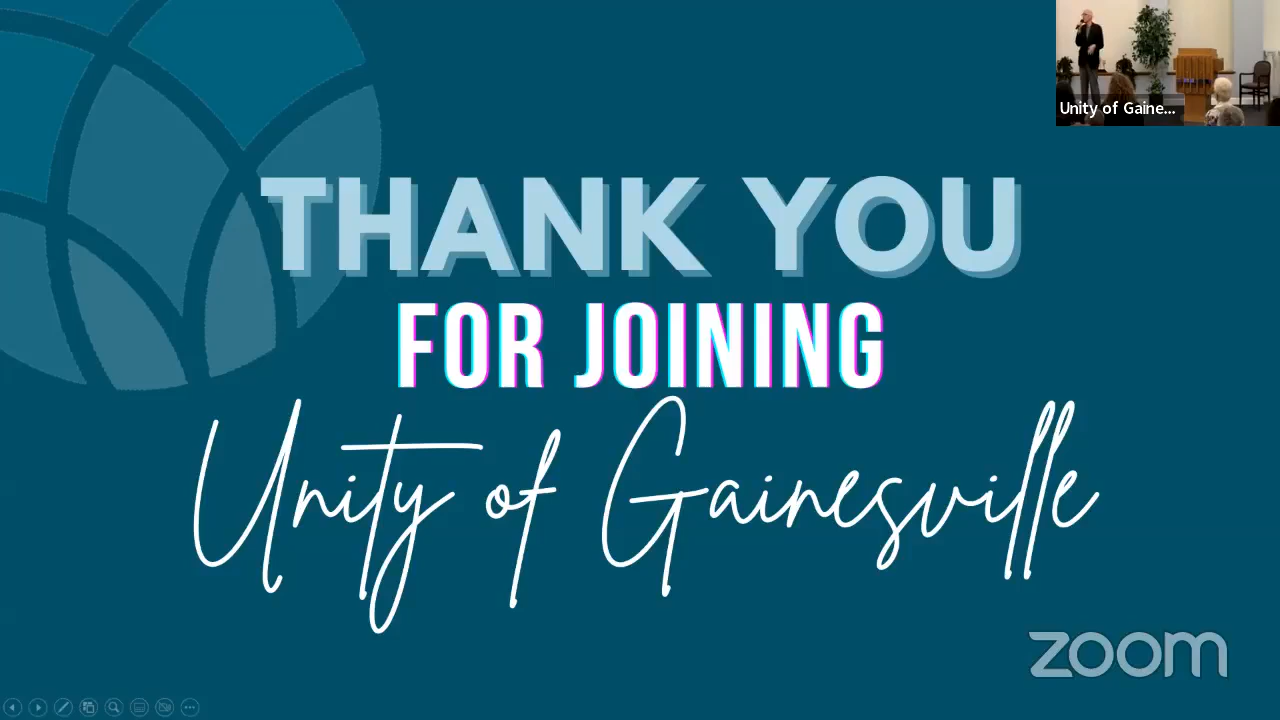 Unity of Gaine...
THANK YOU
FOR JOINING
Unity of Gainesville
zoom